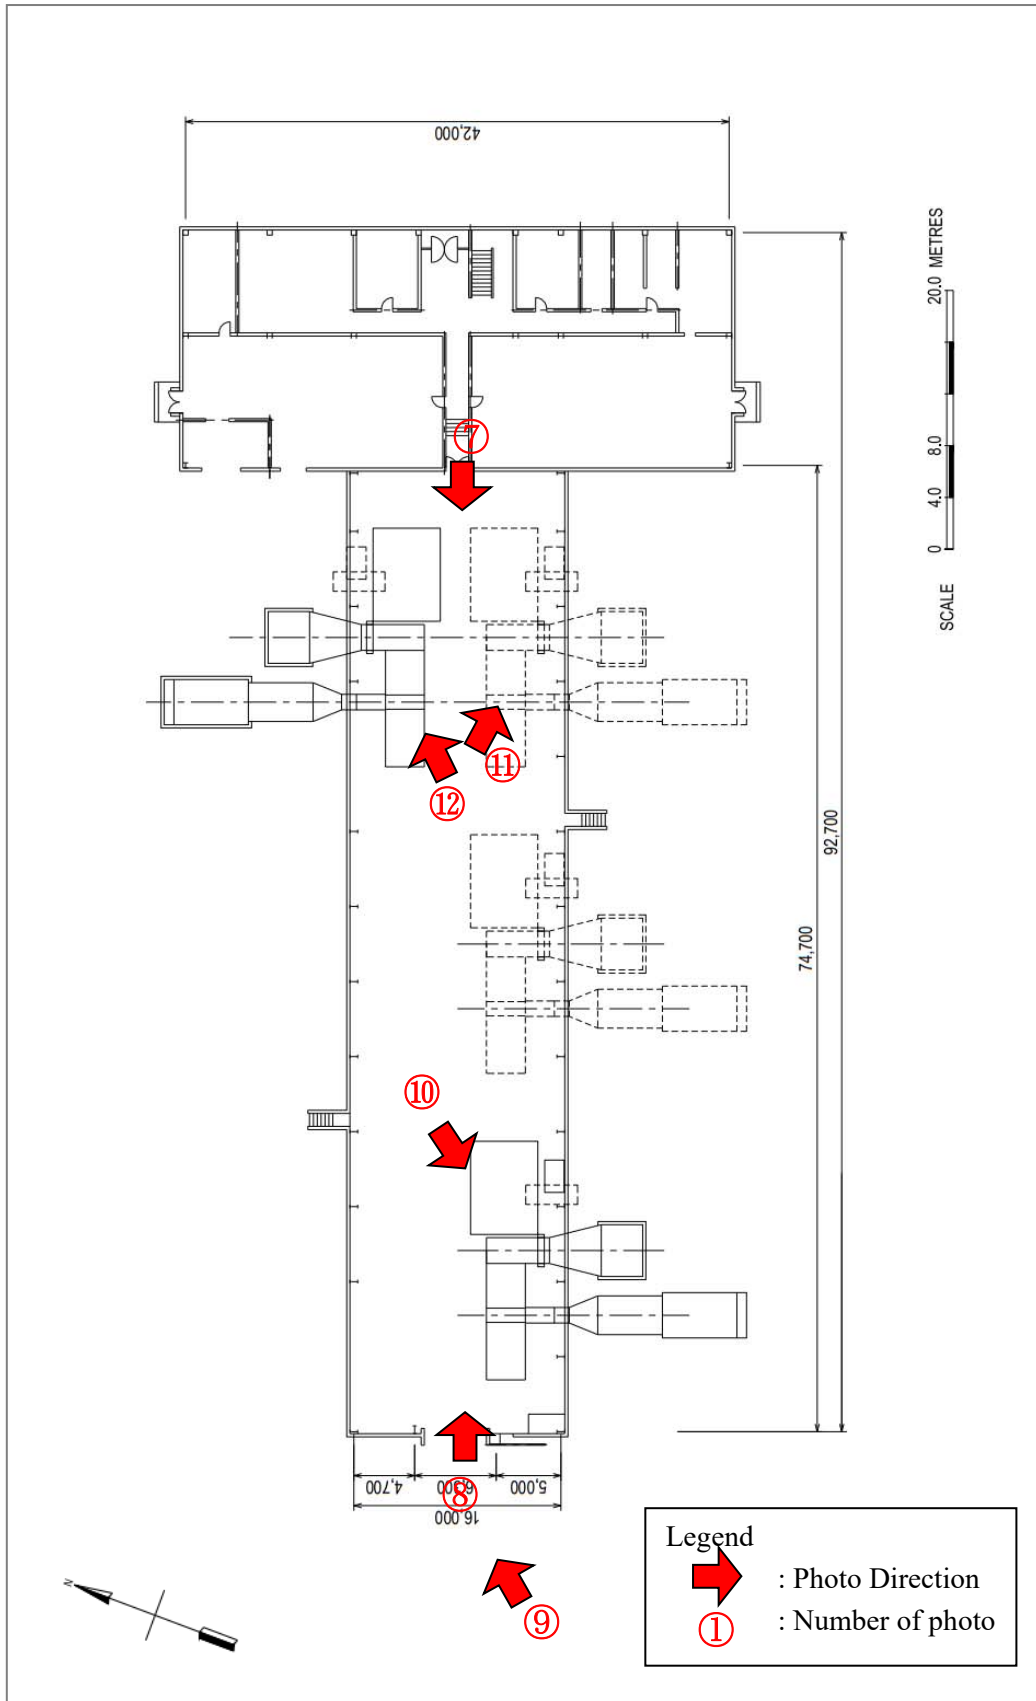 42,000
20.0 METRES
8.0
4.0
0
SCALE
⑦
⑪
⑫
92,700
74,700
⑩
4,700
5,000
⑧
16,000
⑨
N
Legend
: Photo Direction
① : Number of photo